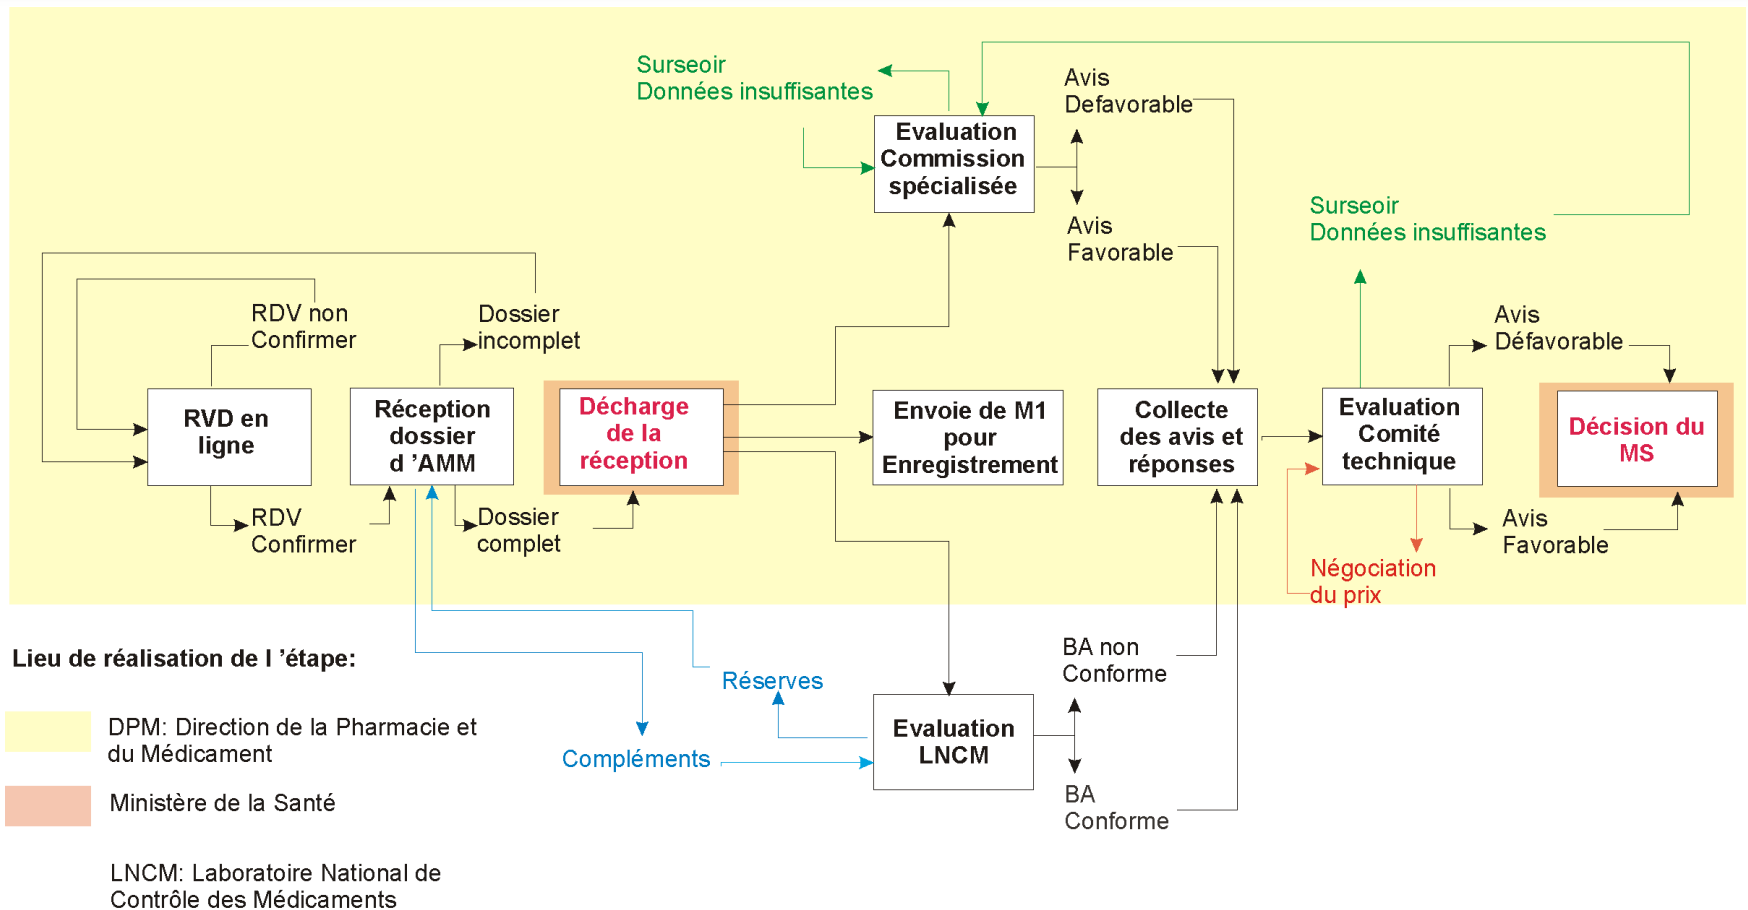 Surseoir
Données insuffisantes
Avis
Defavorable
Evaluation
Commission
spécialisée
Avis
Favorable
Surseoir
Données insuffisantes
RDV non
Confirmer
Dossier
incomplet
Avis
Défavorable
RVD en
ligne
Réception
dossier
d ’AMM
Décharge
de la
réception
Envoie de M1
pour
Enregistrement
Collecte
des avis et
réponses
Evaluation
Comité
technique
Décision du
MS
RDV
Confirmer
Dossier
complet
Avis
Favorable
Négociation
du prix
Lieu de réalisation de l ’étape:
BA non
Conforme
Réserves
Evaluation
LNCM
Compléments
BA
Conforme
DPM: Direction de la Pharmacie et
du Médicament
Ministère de la Santé
LNCM: Laboratoire National de
Contrôle des Médicaments